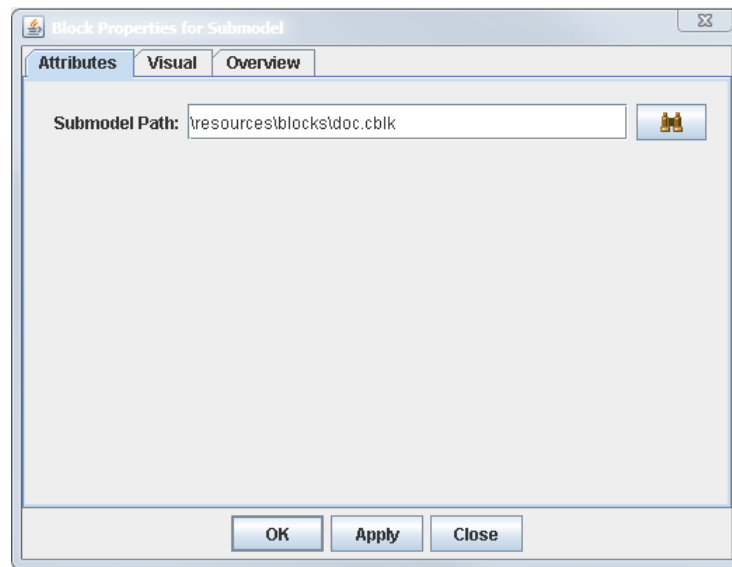 Block Properties for Submodel
Attributes Visual Overview
Submodel Path: \resources\blocks\doc.cblk
OK Apply Close